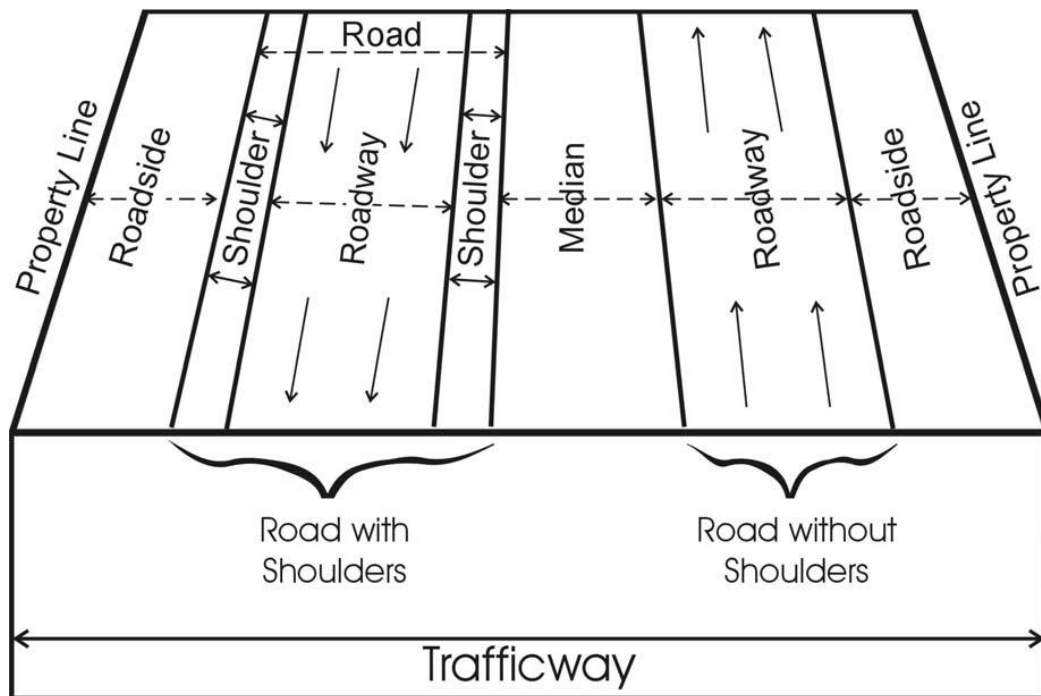 Road
Property Line
Roadside
Shoulder
Roadway
Shoulder
Median
Roadway
Roadside
Property Line
Road with
Shoulders
Road without
Shoulders
Trafficway